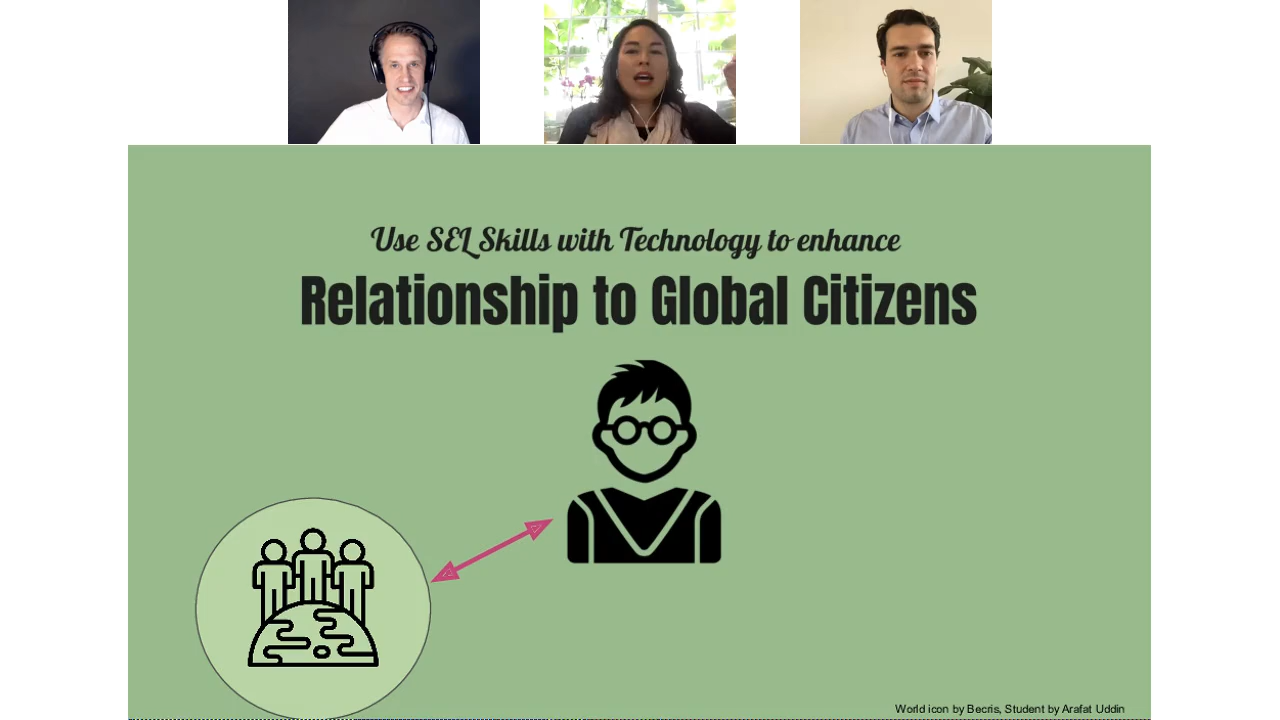 Use SEL Skills with Technology to enhance
Relationship to Global Citizens
World icon by Becris, Student by Arafat Uddin